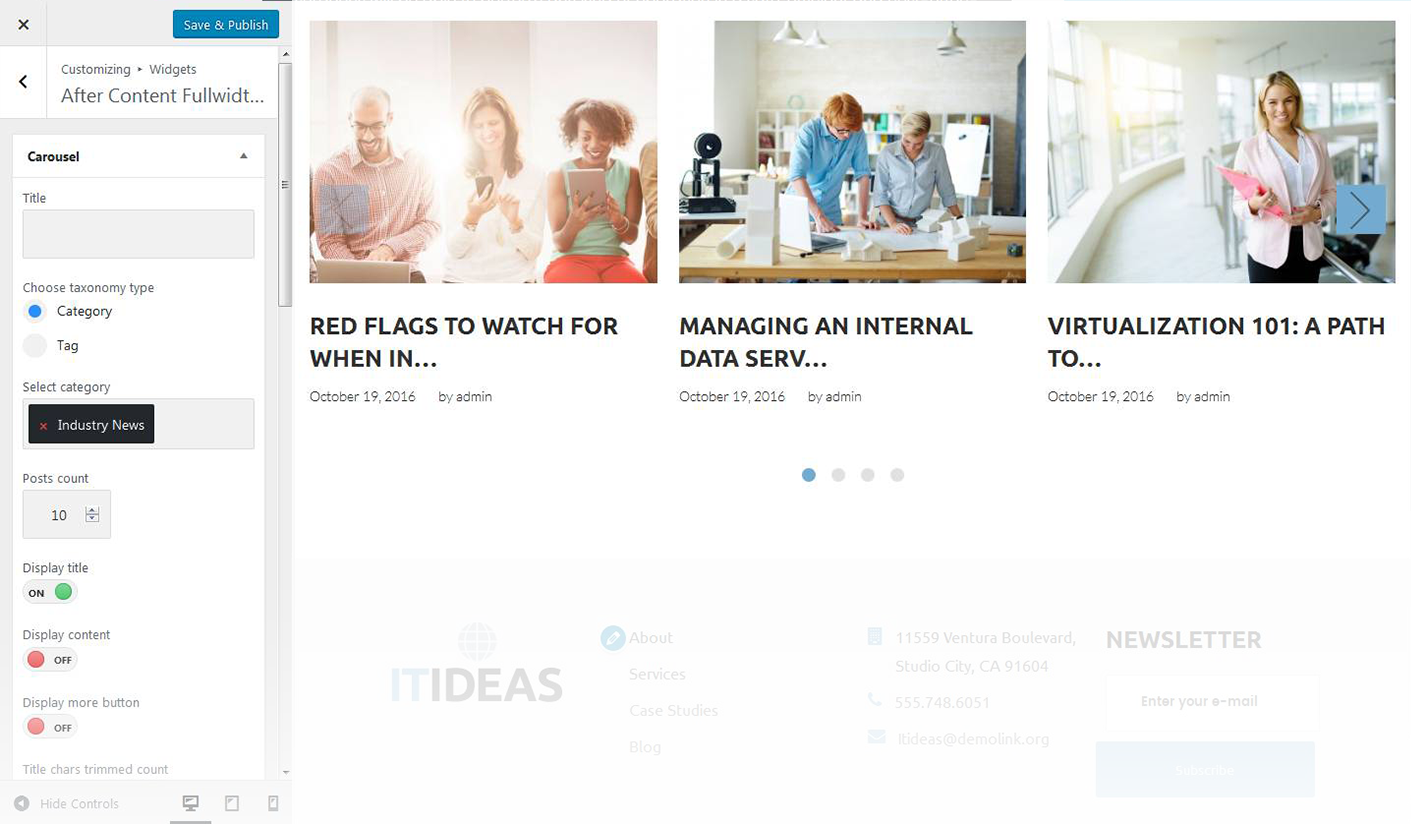 Save & Publish
Customizing ▸ Widgets
After Content Fullwidt...
Carousel
Title
Choose taxonomy type
Category
Tag
Select category
× Industry News
Posts count
10
Display title
ON
Display content
OFF
Display more button
OFF
Title chars trimmed count
Hide Controls
RED FLAGS TO WATCH FOR
WHEN IN...
October 19, 2016 by admin
MANAGING AN INTERNAL
DATA SERV...
October 19, 2016 by admin
VIRTUALIZATION 101: A PATH
TO...
October 19, 2016 by admin
ITIDEAS
About
Services
Case Studies
Blog
11559 Ventura Boulevard,
Studio City, CA 91604
555.748.6051
Itideas@demolink.org
NEWSLETTER
Enter your e-mail
Subscribe